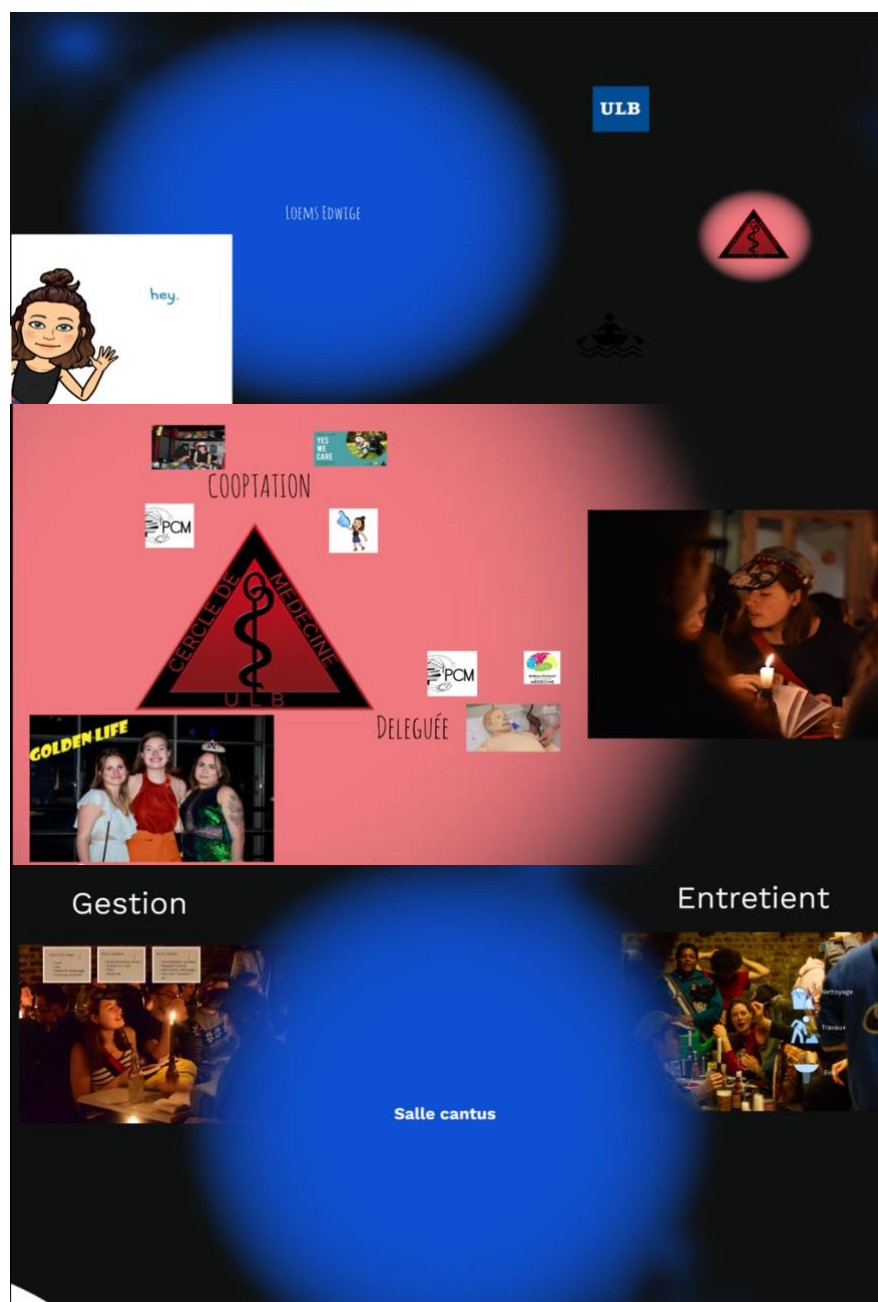 ULB
LOEMS EDWIGE
hey.
YES
WE
CARE
COOPTATION
PCM
CERCLE DE MEDECINE
ULB
PCM
MÉDECINE
DELEGUÉE
GOLDEN LIFE
Gestion
Entretient
Nettoyage
Travaux
Salle cantus